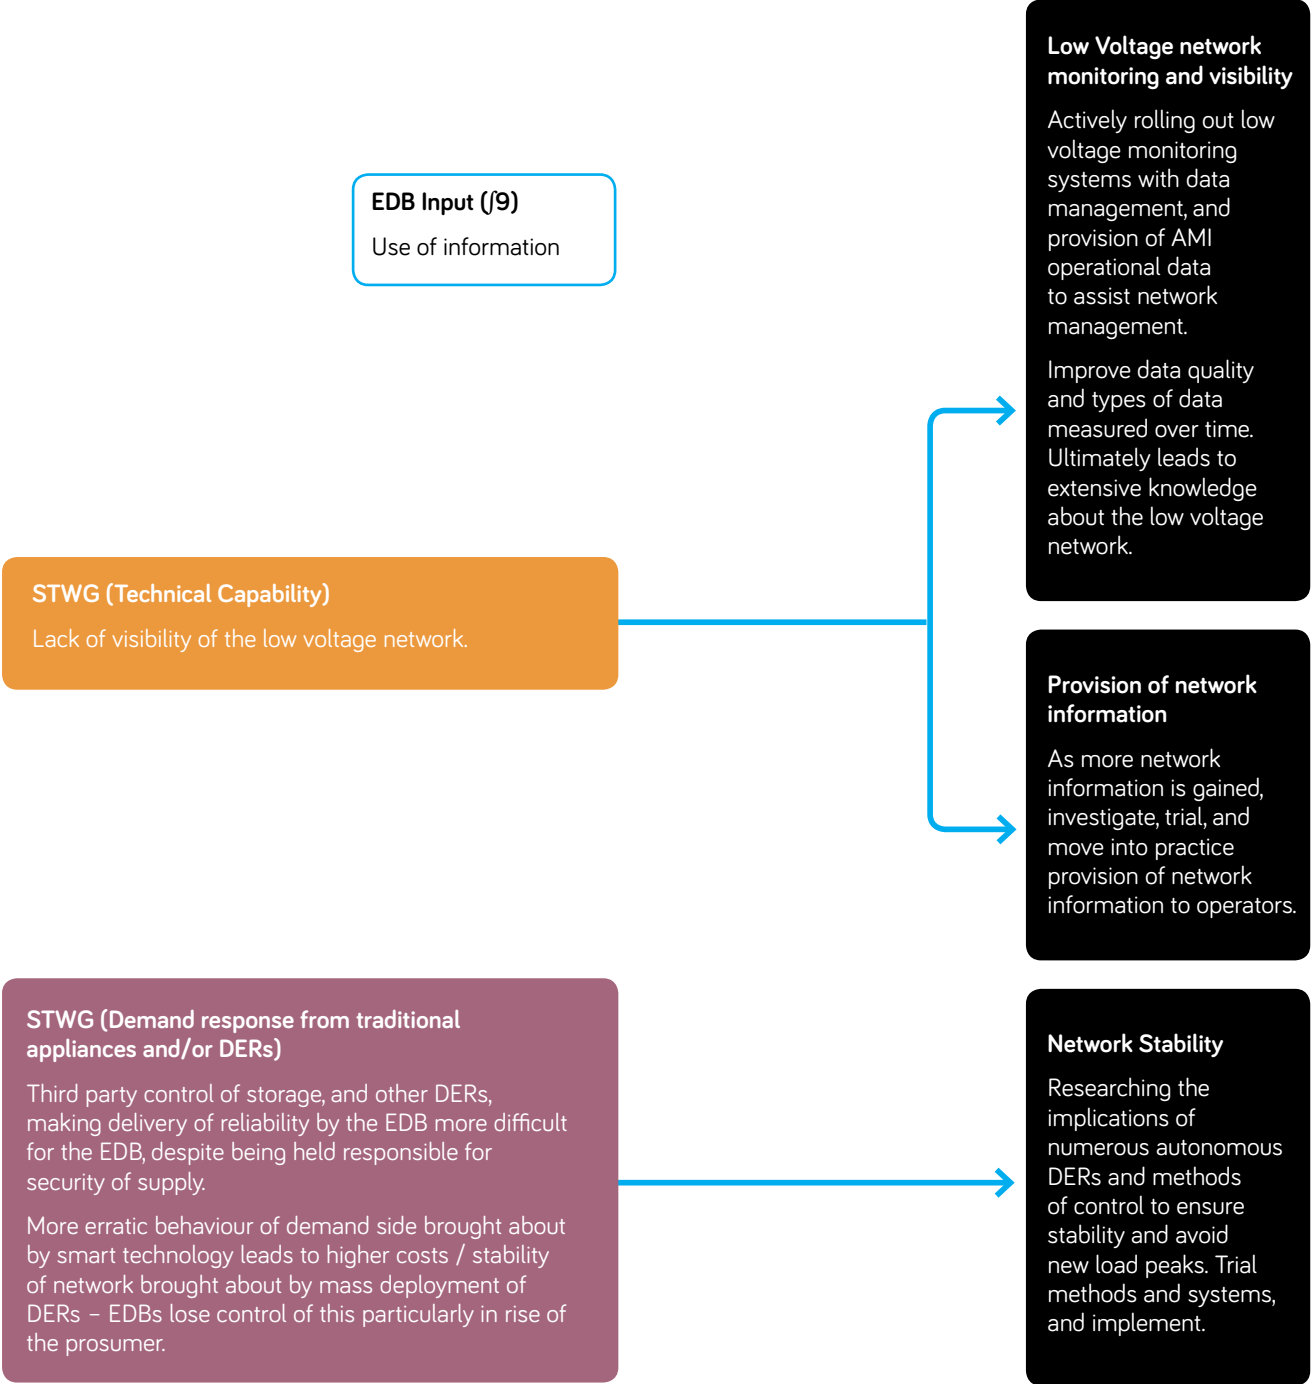 Low Voltage network
monitoring and visibility
Actively rolling out low
voltage monitoring
systems with data
management, and
provision of AMI
operational data
to assist network
management.
Improve data quality
and types of data
measured over time.
Ultimately leads to
extensive knowledge
about the low voltage
network.
EDB Input (∫9)
Use of information
STWG (Technical Capability)
Lack of visibility of the low voltage network.
Provision of network
information
As more network
information is gained,
investigate, trial, and
move into practice
provision of network
information to operators.
STWG (Demand response from traditional
appliances and/or DERs)
Third party control of storage, and other DERs,
making delivery of reliability by the EDB more difficult
for the EDB, despite being held responsible for
security of supply.
More erratic behaviour of demand side brought about
by smart technology leads to higher costs / stability
of network brought about by mass deployment of
DERs – EDBs lose control of this particularly in rise of
the prosumer.
Network Stability
Researching the
implications of
numerous autonomous
DERs and methods
of control to ensure
stability and avoid
new load peaks. Trial
methods and systems,
and implement.